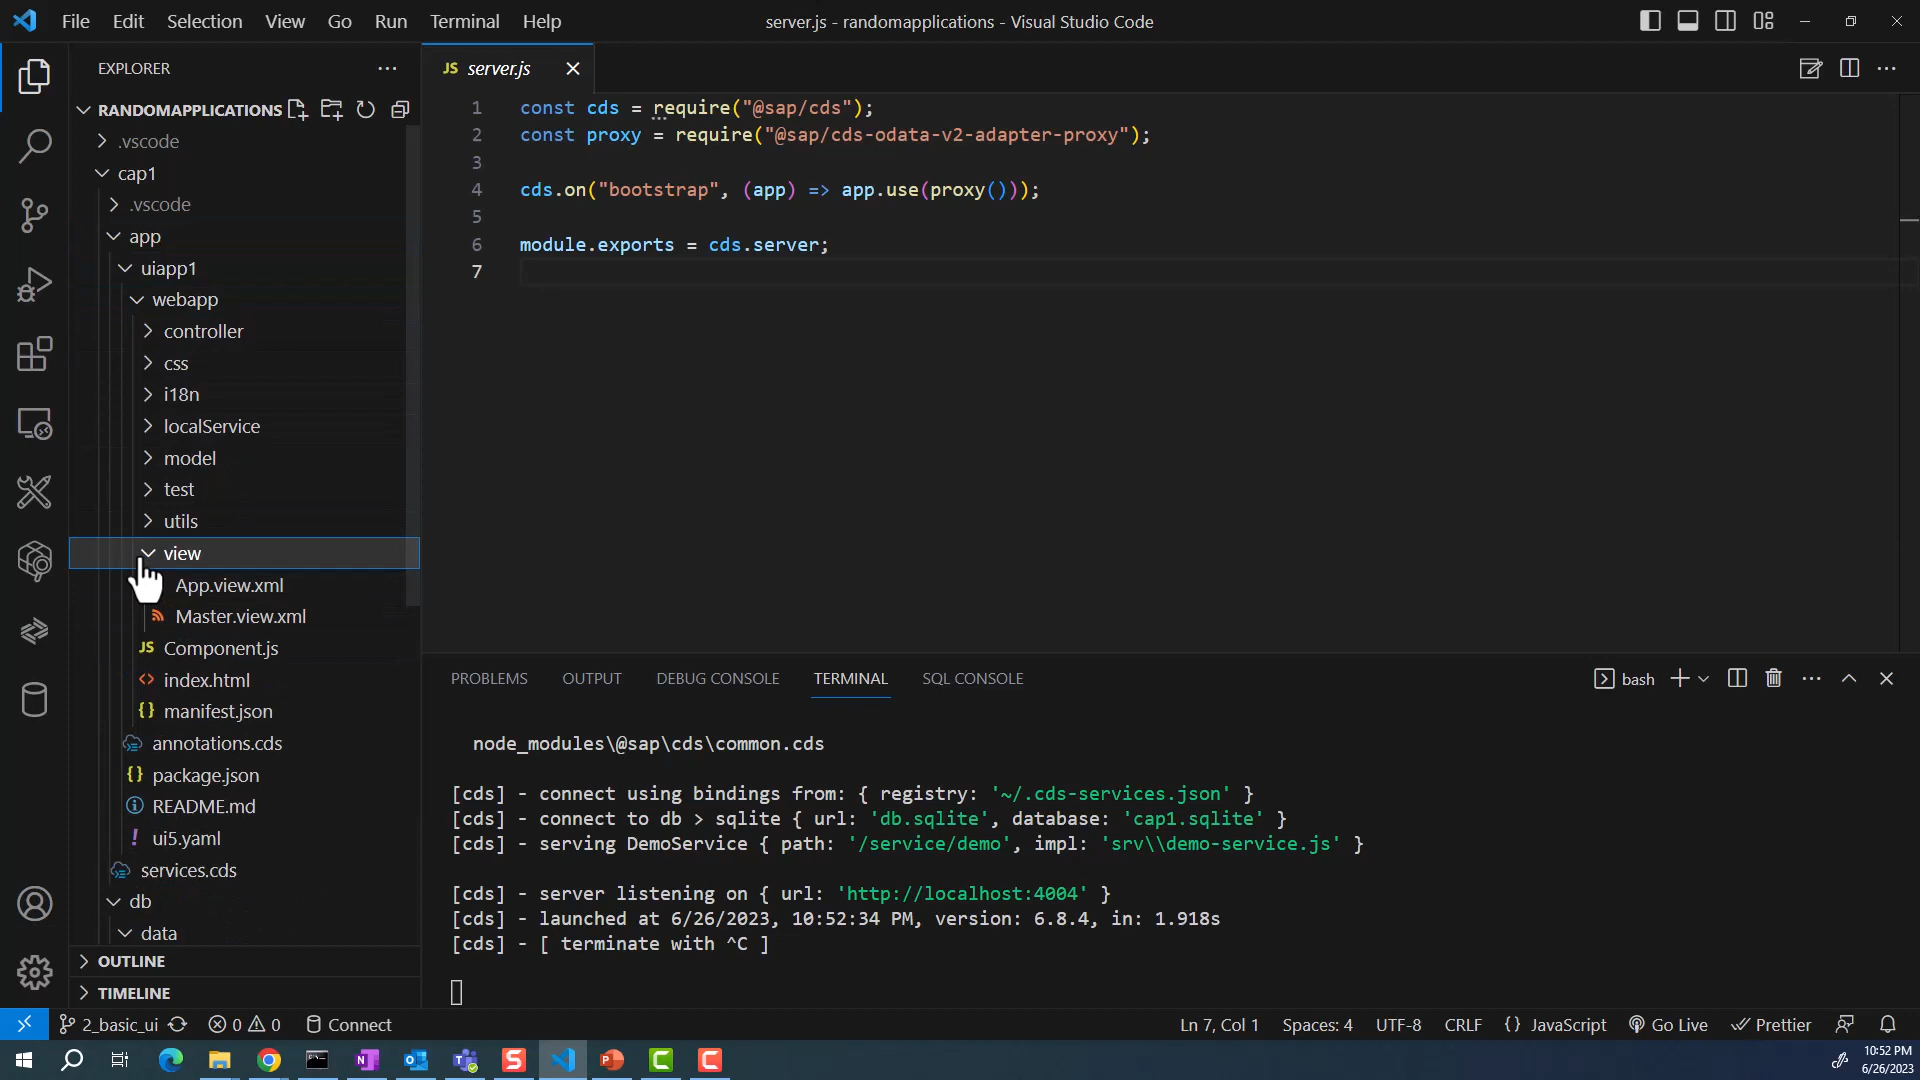 File Edit Selection View Go Run Terminal Help
server.js - randomapplications - Visual Studio Code
EXPLORER
RANDOMAPPLICATIONS
.vscode
cap1
.vscode
app
uiapp1
webapp
controller
css
i18n
localService
model
test
utils
view
App.view.xml
Master.view.xml
JS Component.js
<> index.html
{} manifest.json
annotations.cds
{} package.json
README.md
! ui5.yaml
services.cds
db
data
OUTLINE
TIMELINE
JS server.js
1 const cds = require("@sap/cds");
2 const proxy = require("@sap/cds-odata-v2-adapter-proxy");
3
4 cds.on("bootstrap", (app) => app.use(proxy()));
5
6 module.exports = cds.server;
7
PROBLEMS OUTPUT DEBUG CONSOLE TERMINAL SQL CONSOLE
bash
node_modules\@sap\cds\common.cds
[cds] - connect using bindings from: { registry: '~/.cds-services.json' }
[cds] - connect to db > sqlite { url: 'db.sqlite', database: 'cap1.sqlite' }
[cds] - serving DemoService { path: '/service/demo', impl: 'srv\\demo-service.js' }
[cds] - server listening on { url: 'http://localhost:4004' }
[cds] - launched at 6/26/2023, 10:52:34 PM, version: 6.8.4, in: 1.918s
[cds] - [ terminate with ^C ]
2_basic_ui 0 0 Connect
Ln 7, Col 1 Spaces: 4 UTF-8 CRLF {} JavaScript Go Live Prettier
10:52 PM
6/26/2023